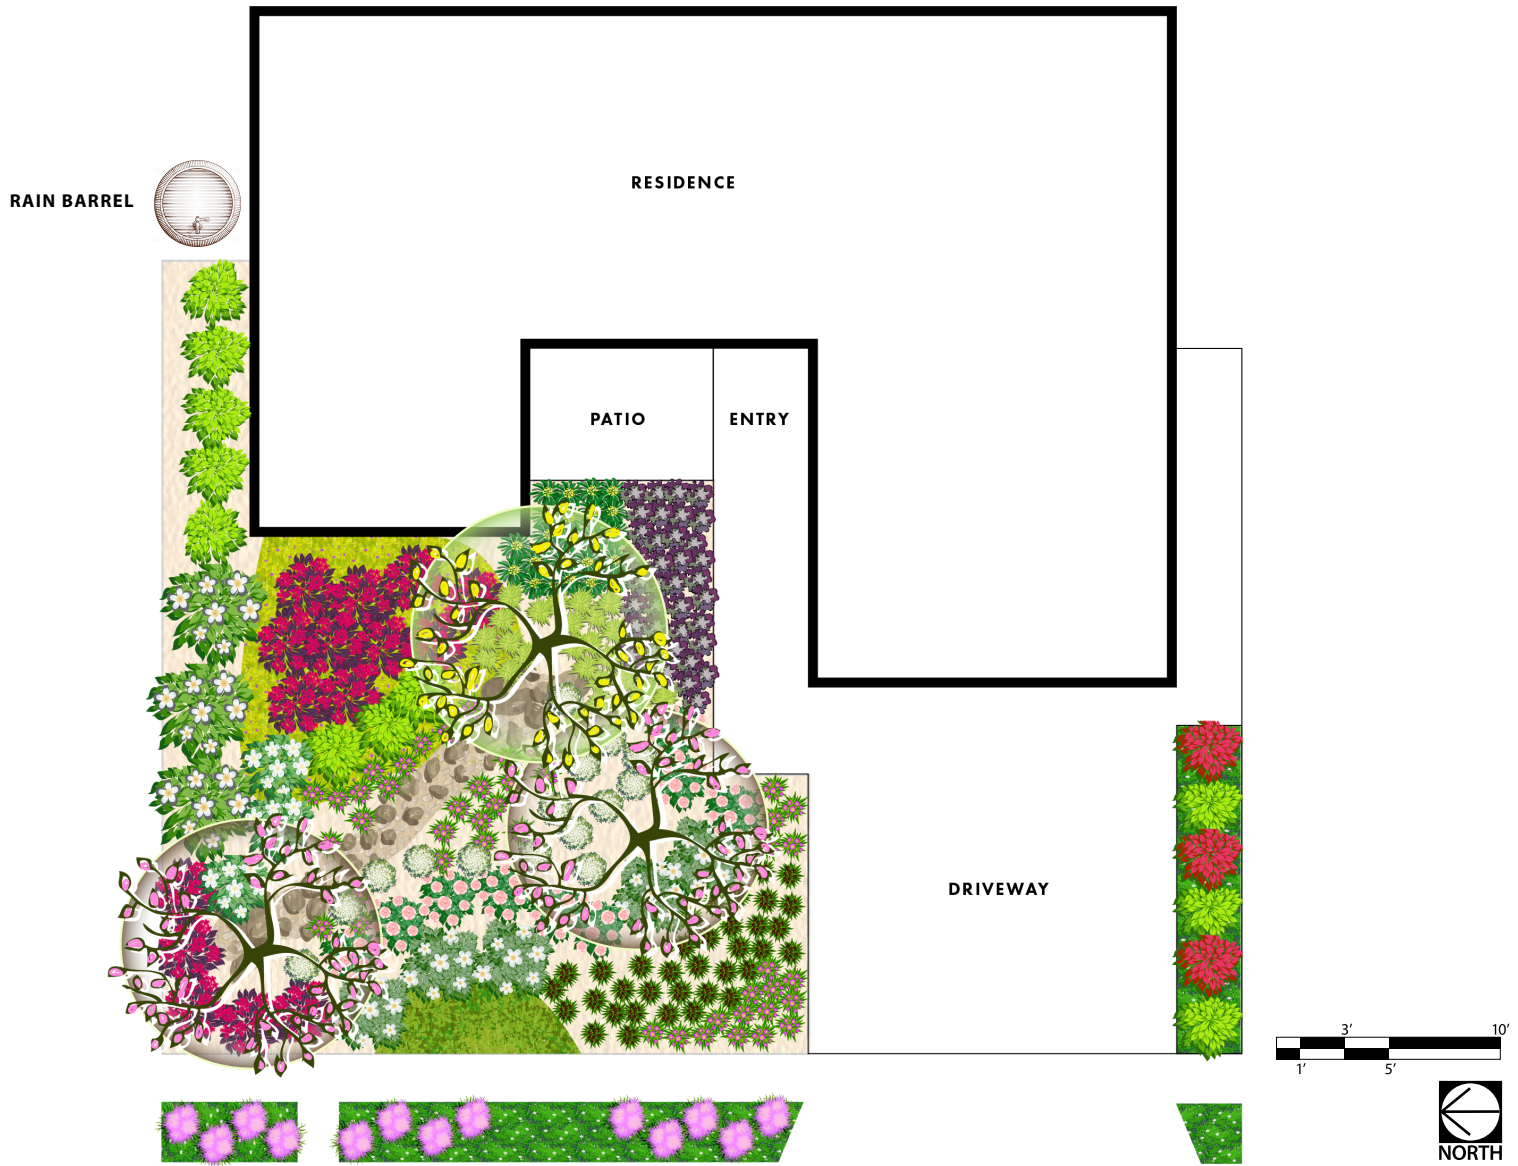 RESIDENCE
RAIN BARREL
PATIO
ENTRY
DRIVEWAY
3’
10’
1’
5’
NORTH